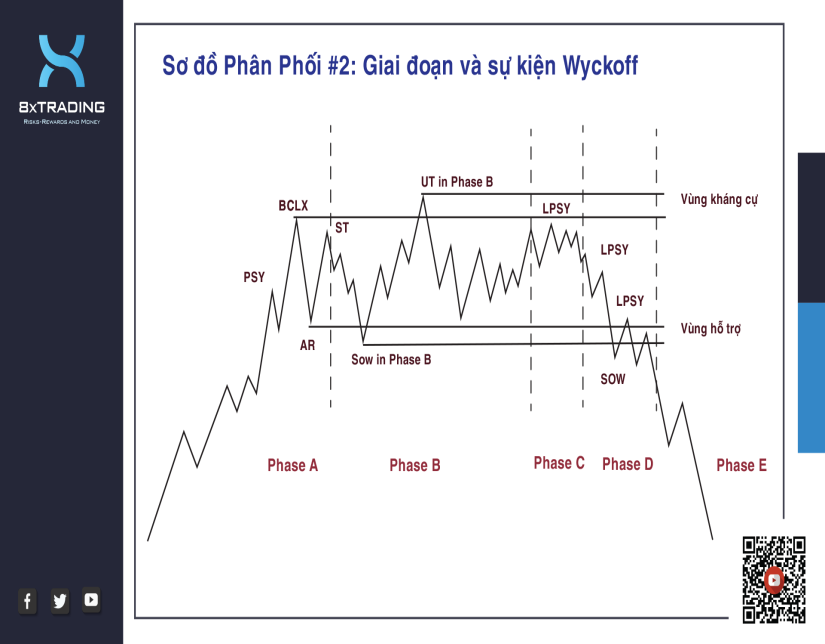 8xTRADING
RISKS-REWARDS AND MONEY
Sơ đồ Phân Phối #2: Giai đoạn và sự kiện Wyckoff
UT in Phase B
Vùng kháng cự
BCLX
LPSY
ST
LPSY
PSY
LPSY
Vùng hỗ trợ
AR
Sow in Phase B
SOW
Phase A
Phase B
Phase C
Phase D
Phase E